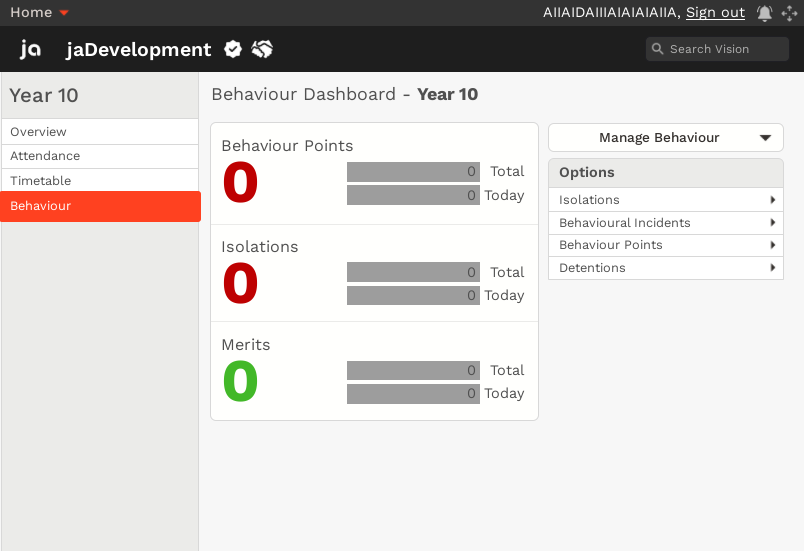 Home
AIIAIDAIIIAIAIAIAIIA, Sign out
ja jaDevelopment
Search Vision
Year 10
Overview
Attendance
Timetable
Behaviour
Behaviour Dashboard - Year 10
Behaviour Points
0
0 Total
0 Today
Isolations
0
0 Total
0 Today
Merits
0
0 Total
0 Today
Manage Behaviour
Options
Isolations
Behavioural Incidents
Behaviour Points
Detentions